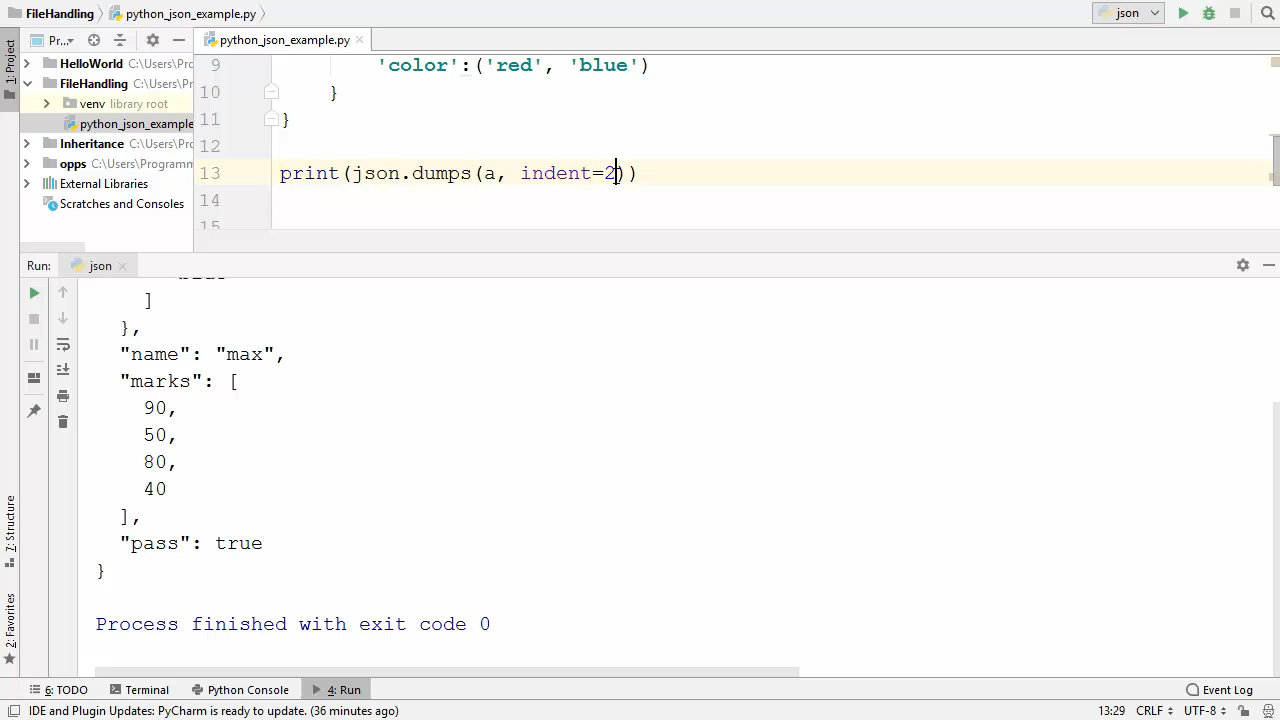 FileHandling python_json_example.py json
1: Project
Pr... python_json_example.py
HelloWorld C:\Users\Pro
FileHandling C:\Users\Pro
venv library root
python_json_example
Inheritance C:\Users\Pro
opps C:\Users\Programm
External Libraries
Scratches and Consoles
9 'color':('red', 'blue')
10 }
11 }
12
13 print(json.dumps(a, indent=2))
14
15
Run: json
]
},
"name": "max",
"marks": [
90,
50,
80,
40
],
"pass": true
}
Process finished with exit code 0
7: Structure
2: Favorites
6: TODO Terminal Python Console 4: Run Event Log
IDE and Plugin Updates: PyCharm is ready to update. (36 minutes ago) 13:29 CRLF UTF-8